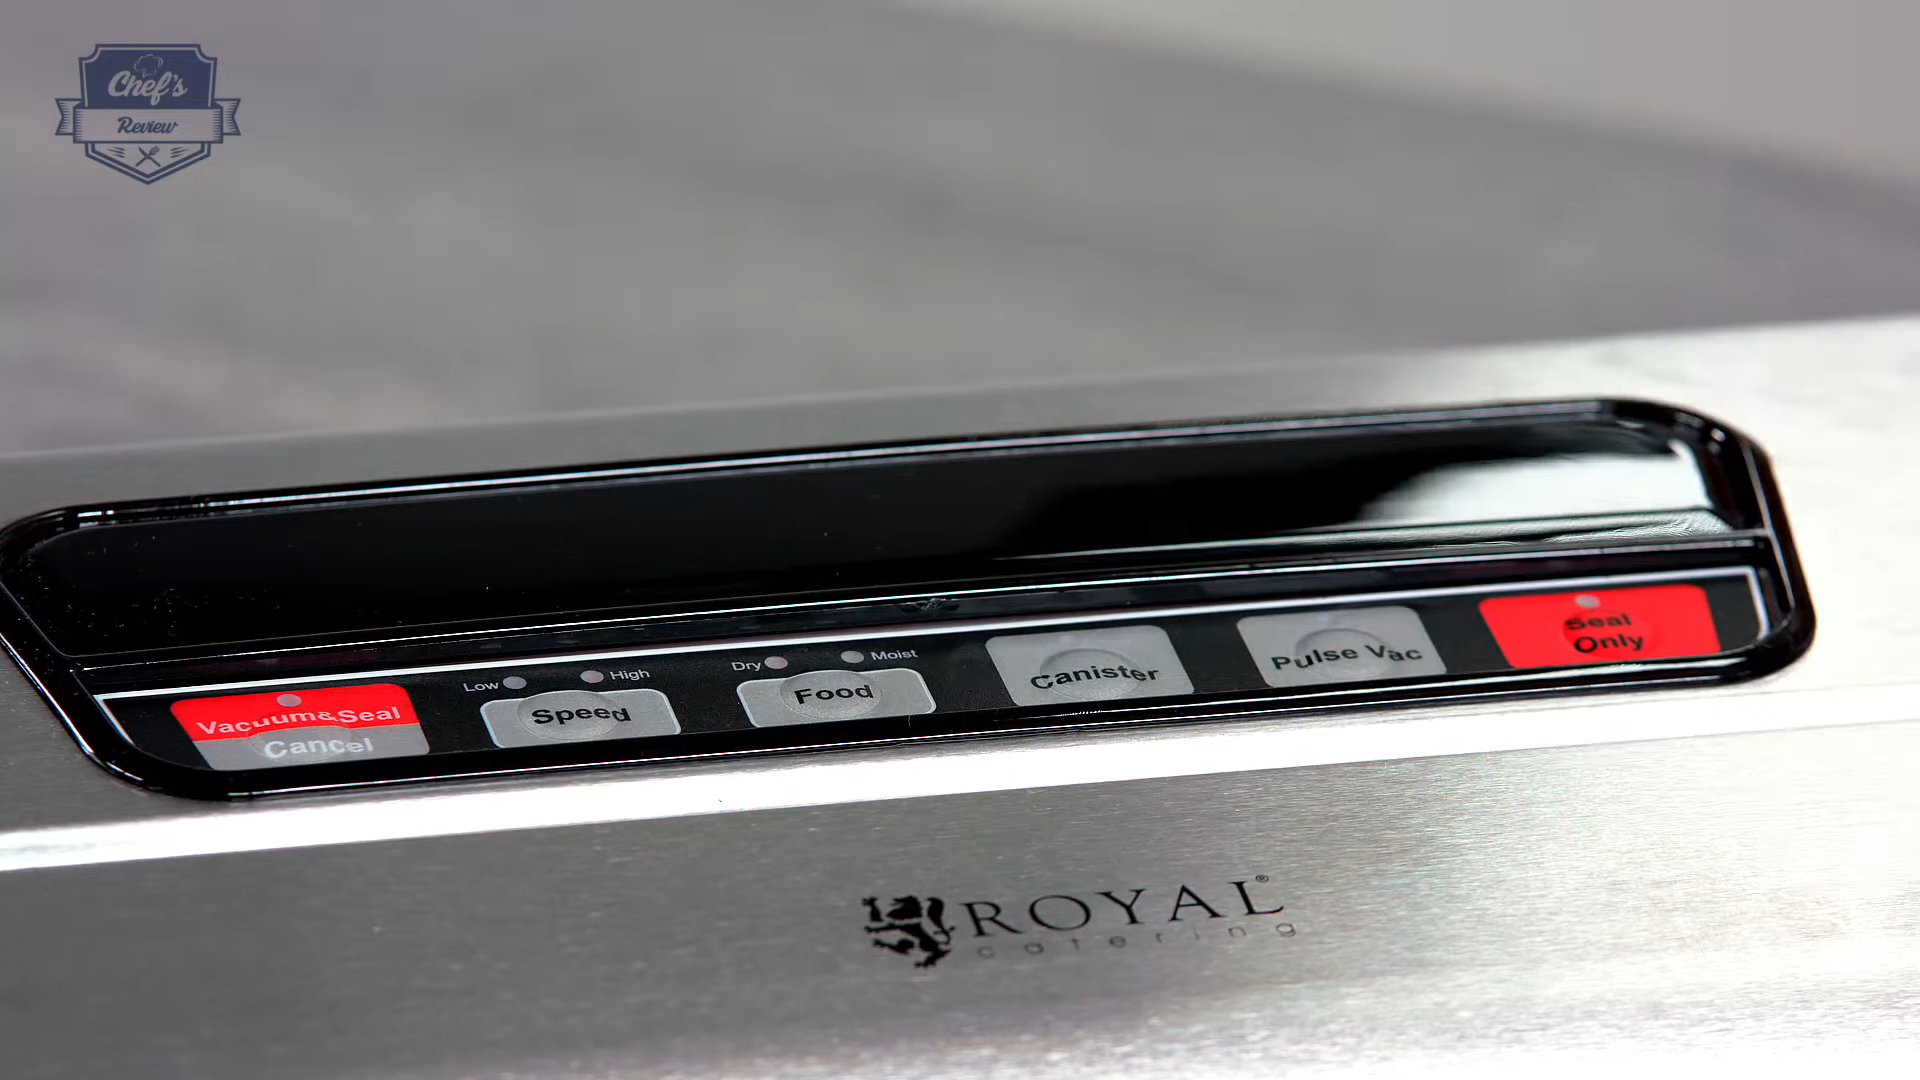 Chef's
Review
Vacuum&Seal
Cancel
Low
High
Speed
Dry
Moist
Food
Canister
Pulse Vac
Seal
Only
ROYAL®
catering